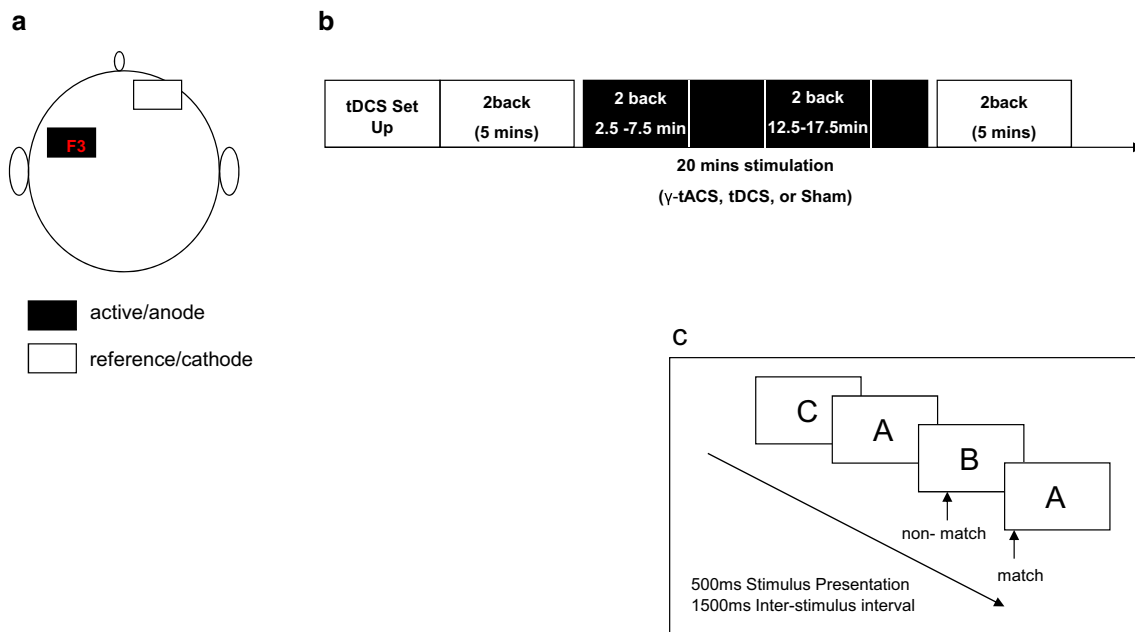 a
F3
active/anode
reference/cathode
b
tDCS Set
Up
2back
(5 mins)
2 back
2.5 -7.5 min
2 back
12.5-17.5min
2back
(5 mins)
20 mins stimulation
(γ-tACS, tDCS, or Sham)
C
C
A
B
A
non- match
match
500ms Stimulus Presentation
1500ms Inter-stimulus interval